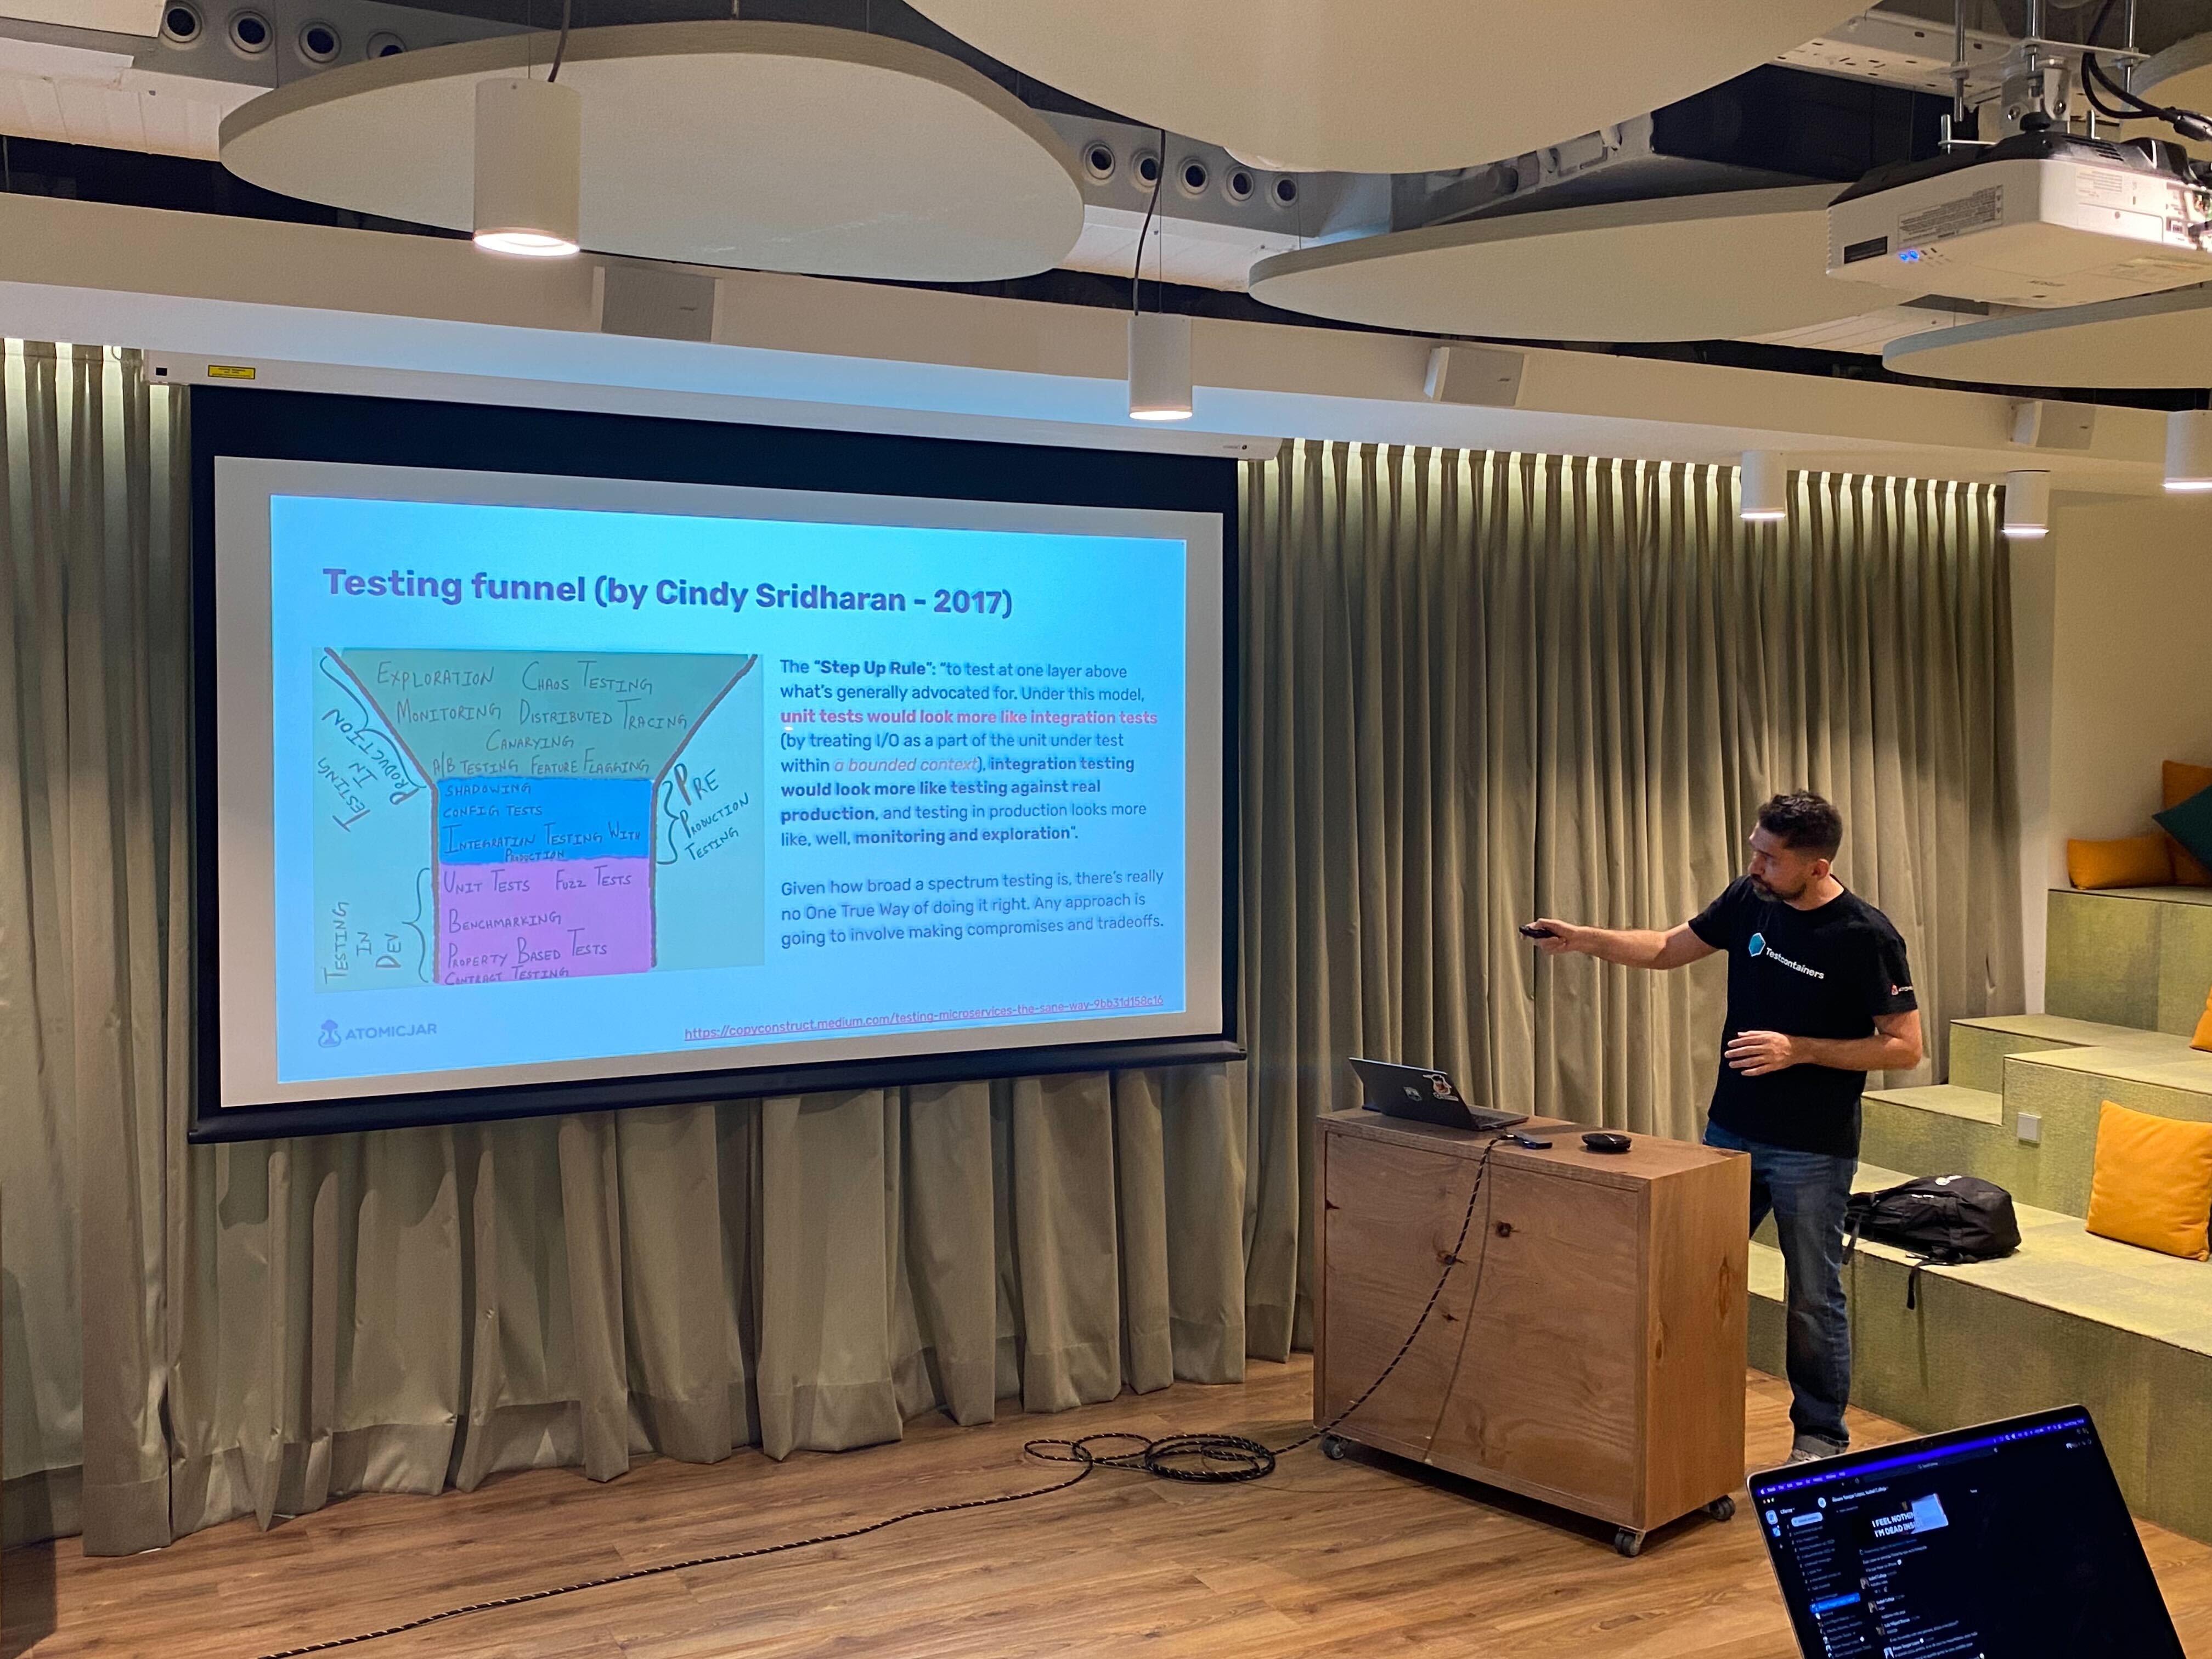 Testing funnel (by Cindy Sridharan - 2017)
EXPLORATION CHAOS TESTING
MONITORING DISTRIBUTED TRACING
CANARYING
A/B TESTING FEATURE FLAGGING
SHADOWING
CONFIG TESTS
INTEGRATION TESTING WITH
PRODUCTION
UNIT TESTS FUZZ TESTS
BENCHMARKING
PROPERTY BASED TESTS
CONTRACT TESTING
TESTING
IN
PRODUCTION
PRE
PRODUCTION
TESTING
TESTING
IN
DEV
The "Step Up Rule": "to test at one layer above
what's generally advocated for. Under this model,
unit tests would look more like integration tests
(by treating I/O as a part of the unit under test
within a bounded context), integration testing
would look more like testing against real
production, and testing in production looks more
like, well, monitoring and exploration".
Given how broad a spectrum testing is, there's really
no One True Way of doing it right. Any approach is
going to involve making compromises and tradeoffs.
https://copyconstruct.medium.com/testing-microservices-the-sane-way-9bb31d158c16
ATOMICJAR
Testcontainers
I FEEL NOTHING
I'M DEAD